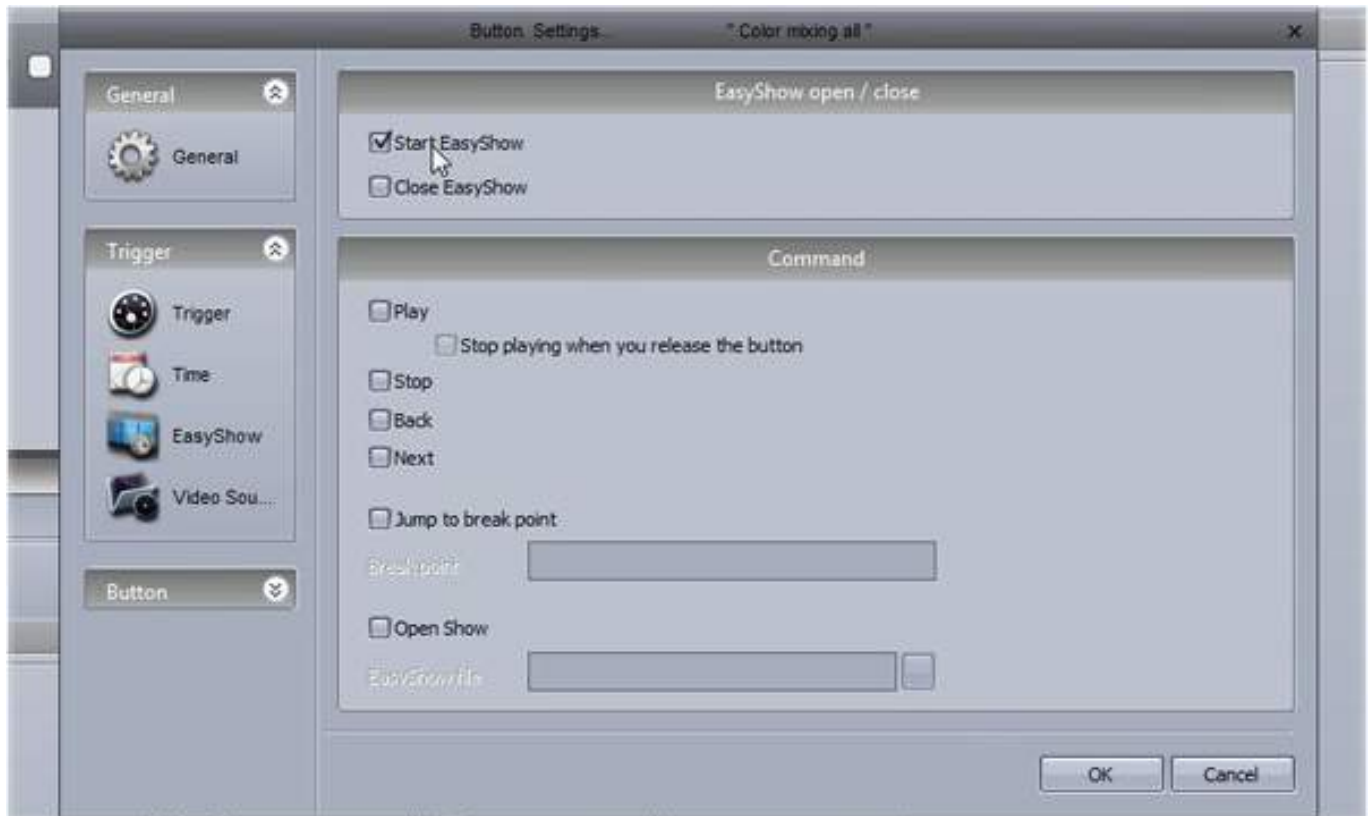 Button Settings... " Color mixing all "
General
General
Trigger
Trigger
Time
EasyShow
Video Sou...
Button
EasyShow open / close
Start EasyShow
Close EasyShow
Command
Play
Stop playing when you release the button
Stop
Back
Next
Jump to break point
Break point
Open Show
EasyShow file
OK
Cancel